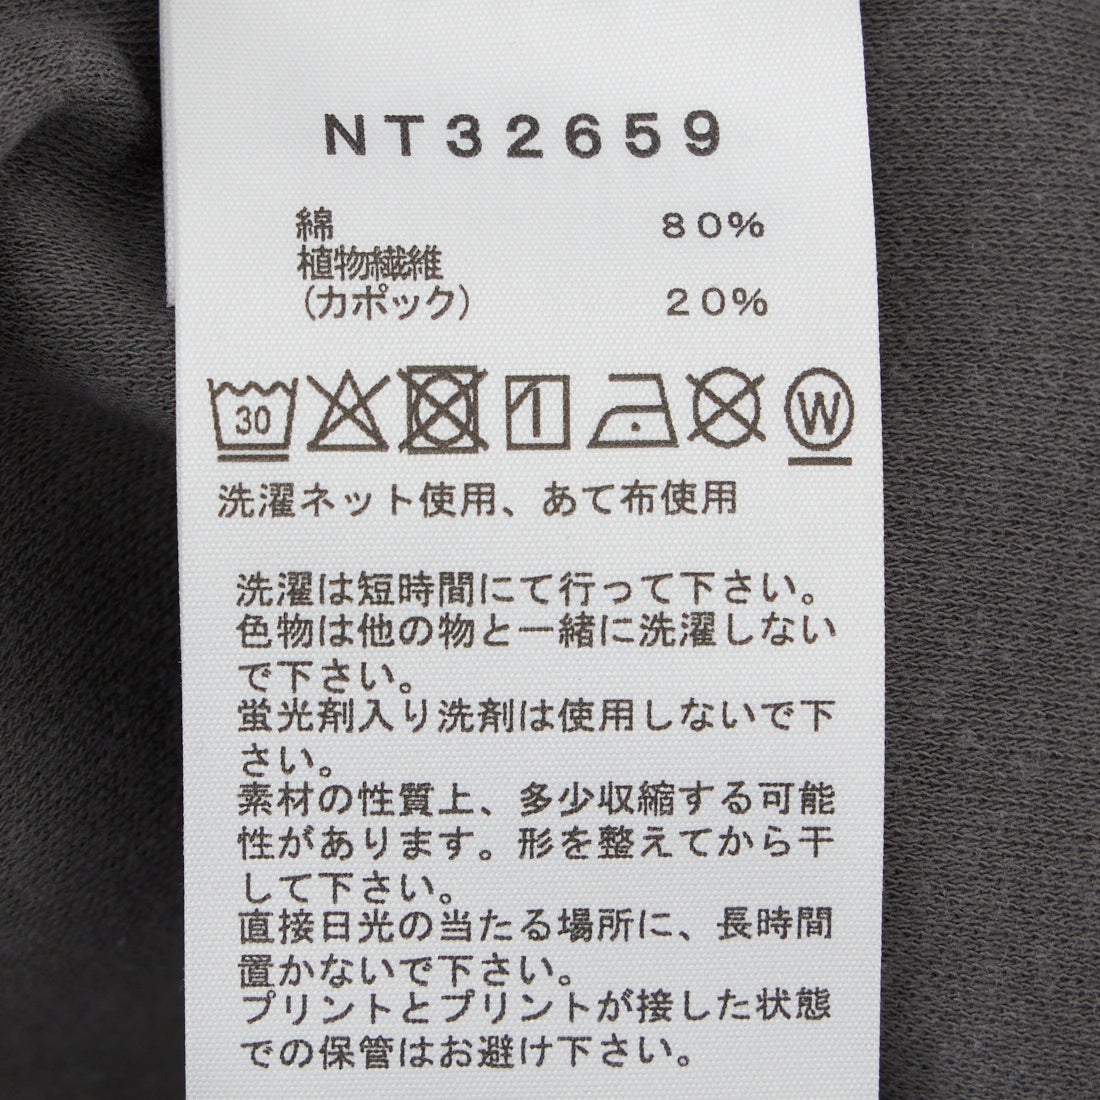 NT32659
綿 80%
植物繊維
(カポック) 20%
30 1 W
洗濯ネット使用、あて布使用
洗濯は短時間にて行って下さい。
色物は他の物と一緒に洗濯しない
で下さい。
蛍光剤入り洗剤は使用しないで下
さい。
素材の性質上、多少収縮する可能
性があります。形を整えてから干
して下さい。
直接日光の当たる場所に、長時間
置かないで下さい。
プリントとプリントが接した状態
での保管はお避け下さい。